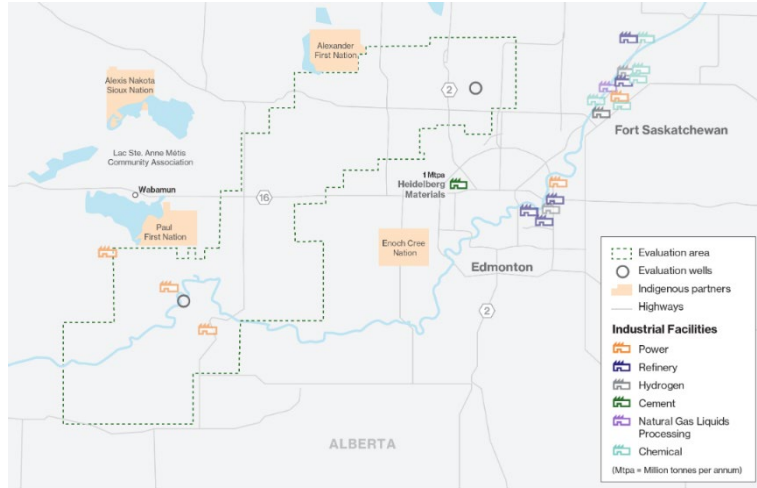 Alexander
First Nation
Alexis Nakota
Sioux Nation
2
Fort Saskatchewan
Lac Ste. Anne Métis
Community Association
1 Mtpa
Heidelberg
Materials
Wabamun
16
Paul
First Nation
Enoch Cree
Nation
Edmonton
2
ALBERTA
Evaluation area
Evaluation wells
Indigenous partners
Highways
Industrial Facilities
Power
Refinery
Hydrogen
Cement
Natural Gas Liquids
Processing
Chemical
(Mtpa = Million tonnes per annum)